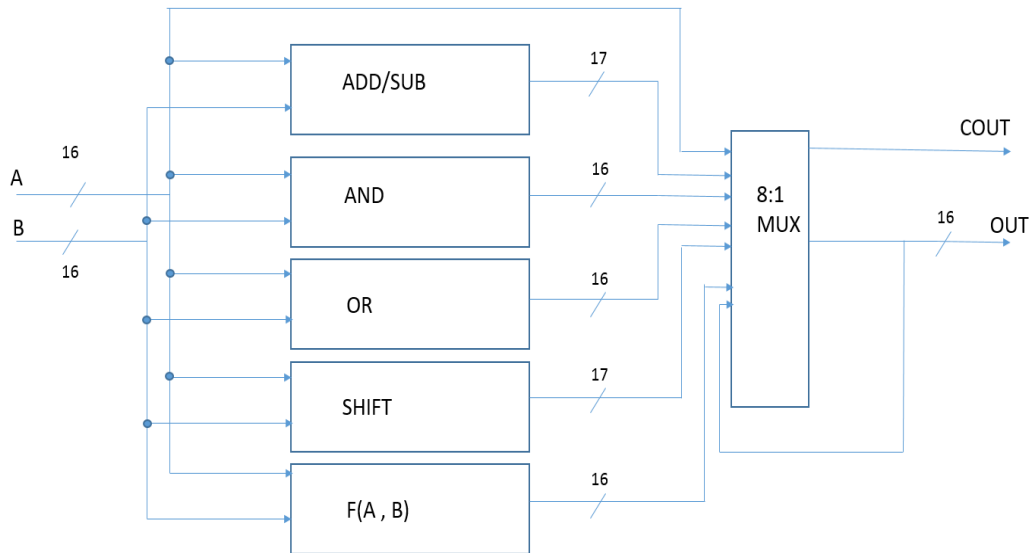 17
ADD/SUB
COUT
16
A
16
AND
8:1
MUX
B
16
OUT
16
16
OR
17
SHIFT
16
F(A , B)